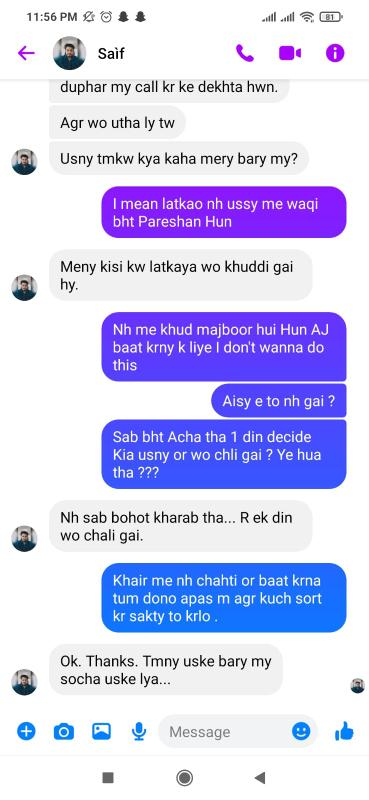 11:56 PM
81
Saìf
duphar my call kr ke dekhta hwn.
Agr wo utha ly tw
Usny tmkw kya kaha mery bary my?
I mean latkao nh ussy me waqi
bht Pareshan Hun
Meny kisi kw latkaya wo khuddi gai
hy.
Nh me khud majboor hui Hun AJ
baat krny k liye I don't wanna do
this
Aisy e to nh gai ?
Sab bht Acha tha 1 din decide
Kia usny or wo chli gai ? Ye hua
tha ???
Nh sab bohot kharab tha... R ek din
wo chali gai.
Khair me nh chahti or baat krna
tum dono apas m agr kuch sort
kr sakty to krlo .
Ok. Thanks. Tmny uske bary my
socha uske lya...
Message